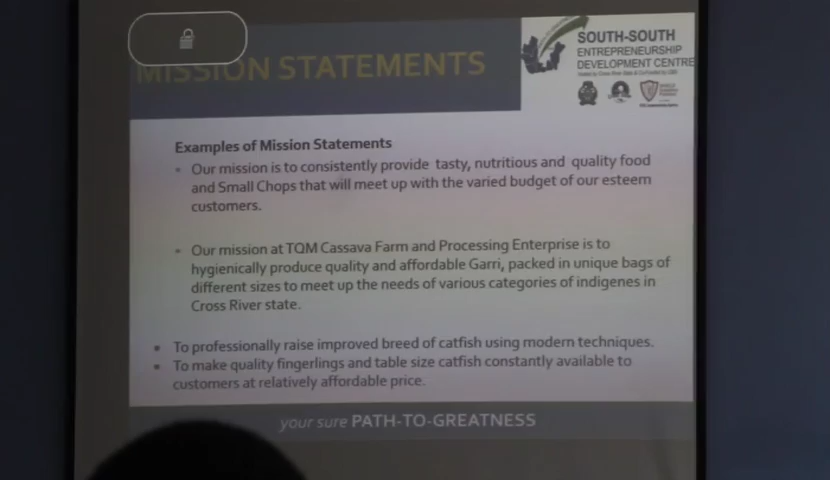 MISSION STATEMENTS
SOUTH-SOUTH
ENTREPRENEURSHIP
DEVELOPMENT CENTRE
Examples of Mission Statements
Our mission is to consistently provide tasty, nutritious and quality food
and Small Chops that will meet up with the varied budget of our esteem
customers.
Our mission at TQM Cassava Farm and Processing Enterprise is to
hygienically produce quality and affordable Garri, packed in unique bags of
different sizes to meet up the needs of various categories of indigenes in
Cross River state.
To professionally raise improved breed of catfish using modern techniques.
To make quality fingerlings and table size catfish constantly available to
customers at relatively affordable price.
your sure PATH-TO-GREATNESS